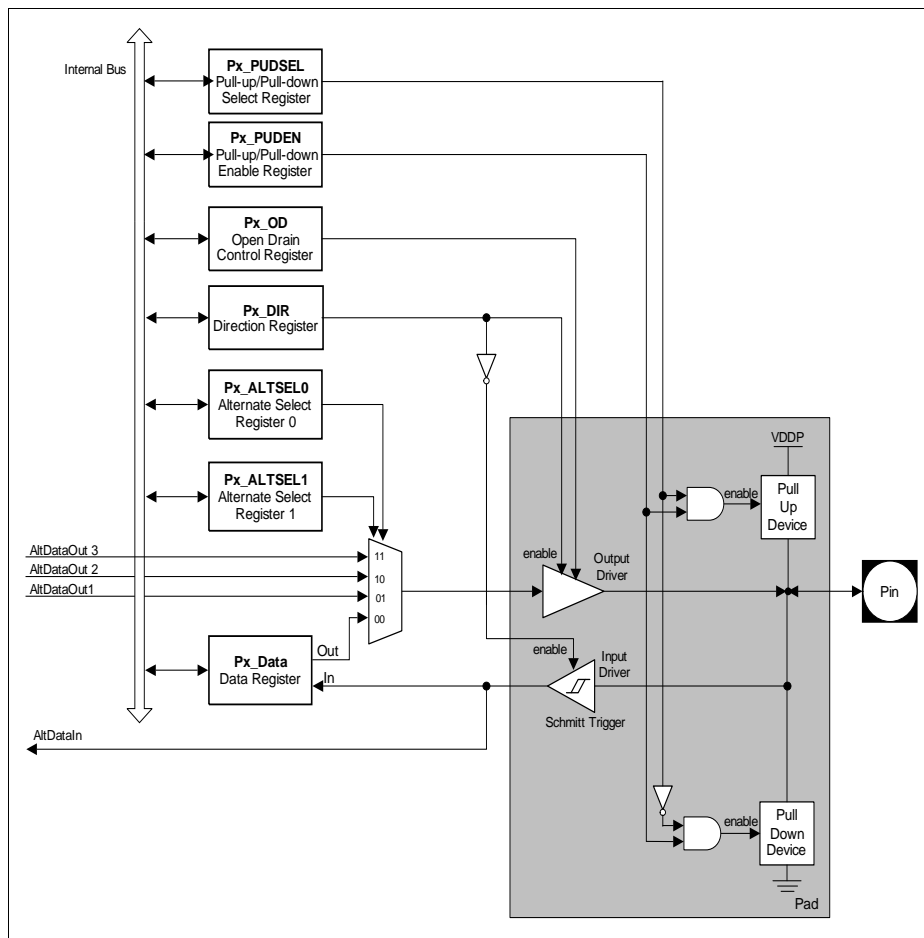 Internal Bus
Px_PUDSEL
Pull-up/Pull-down
Select Register
Px_PUDEN
Pull-up/Pull-down
Enable Register
Px_OD
Open Drain
Control Register
Px_DIR
Direction Register
Px_ALTSEL0
Alternate Select
Register 0
Px_ALTSEL1
Alternate Select
Register 1
AltDataOut 3
AltDataOut 2
AltDataOut1
11
10
01
00
Px_Data
Data Register
Out
In
AltDataIn
enable
Output
Driver
enable
Input
Driver
Schmitt Trigger
VDDP
enable
Pull
Up
Device
Pin
enable
Pull
Down
Device
Pad